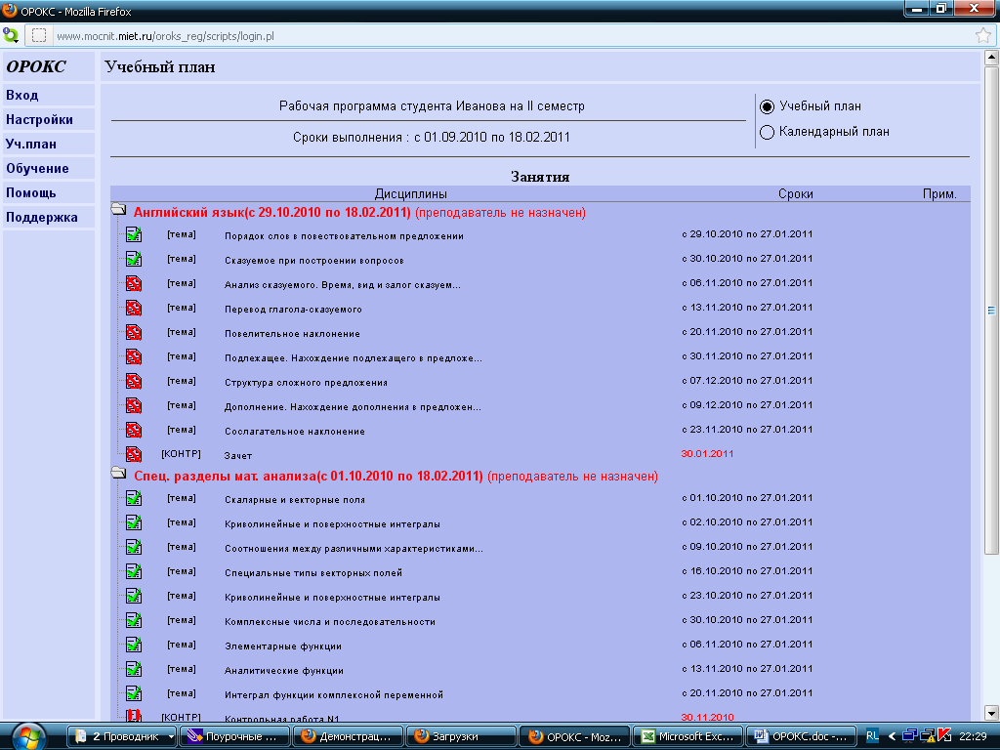 ОРОКС - Mozilla Firefox
www.mocnit.miet.ru/oroks_reg/scripts/login.pl
ОРОКС
Вход
Настройки
Уч.план
Обучение
Помощь
Поддержка
Учебный план
Рабочая программа студента Иванова на II семестр
Сроки выполнения : с 01.09.2010 по 18.02.2011
Учебный план
Календарный план
Занятия
Дисциплины Сроки Прим.
Английский язык(с 29.10.2010 по 18.02.2011) (преподаватель не назначен)
[тема] Порядок слов в повествовательном предложении с 29.10.2010 по 27.01.2011
[тема] Сказуемое при построении вопросов с 30.10.2010 по 27.01.2011
[тема] Анализ сказуемого. Время, вид и залог сказуем... с 06.11.2010 по 27.01.2011
[тема] Перевод глагола-сказуемого с 13.11.2010 по 27.01.2011
[тема] Повелительное наклонение с 20.11.2010 по 27.01.2011
[тема] Подлежащее. Нахождение подлежащего в предложе... с 30.11.2010 по 27.01.2011
[тема] Структура сложного предложения с 07.12.2010 по 27.01.2011
[тема] Дополнение. Нахождение дополнения в предложен... с 09.12.2010 по 27.01.2011
[тема] Сослагательное наклонение с 23.11.2010 по 27.01.2011
[КОНТР] Зачет 30.01.2011
Спец. разделы мат. анализа(с 01.10.2010 по 18.02.2011) (преподаватель не назначен)
[тема] Скалярные и векторные поля с 01.10.2010 по 27.01.2011
[тема] Криволинейные и поверхностные интегралы с 02.10.2010 по 27.01.2011
[тема] Соотношения между различными характеристиками... с 09.10.2010 по 27.01.2011
[тема] Специальные типы векторных полей с 16.10.2010 по 27.01.2011
[тема] Криволинейные и поверхностные интегралы с 23.10.2010 по 27.01.2011
[тема] Комплексные числа и последовательности с 30.10.2010 по 27.01.2011
[тема] Элементарные функции с 06.11.2010 по 27.01.2011
[тема] Аналитические функции с 13.11.2010 по 27.01.2011
[тема] Интеграл функции комплексной переменной с 20.11.2010 по 27.01.2011
[КОНТР] Контрольная работа N1 30.11.2010
2 Проводник Поурочные ... Демонстрац... Загрузки ОРОКС - Moz... Microsoft Exc... ОРОКС.doc -... RL 22:29